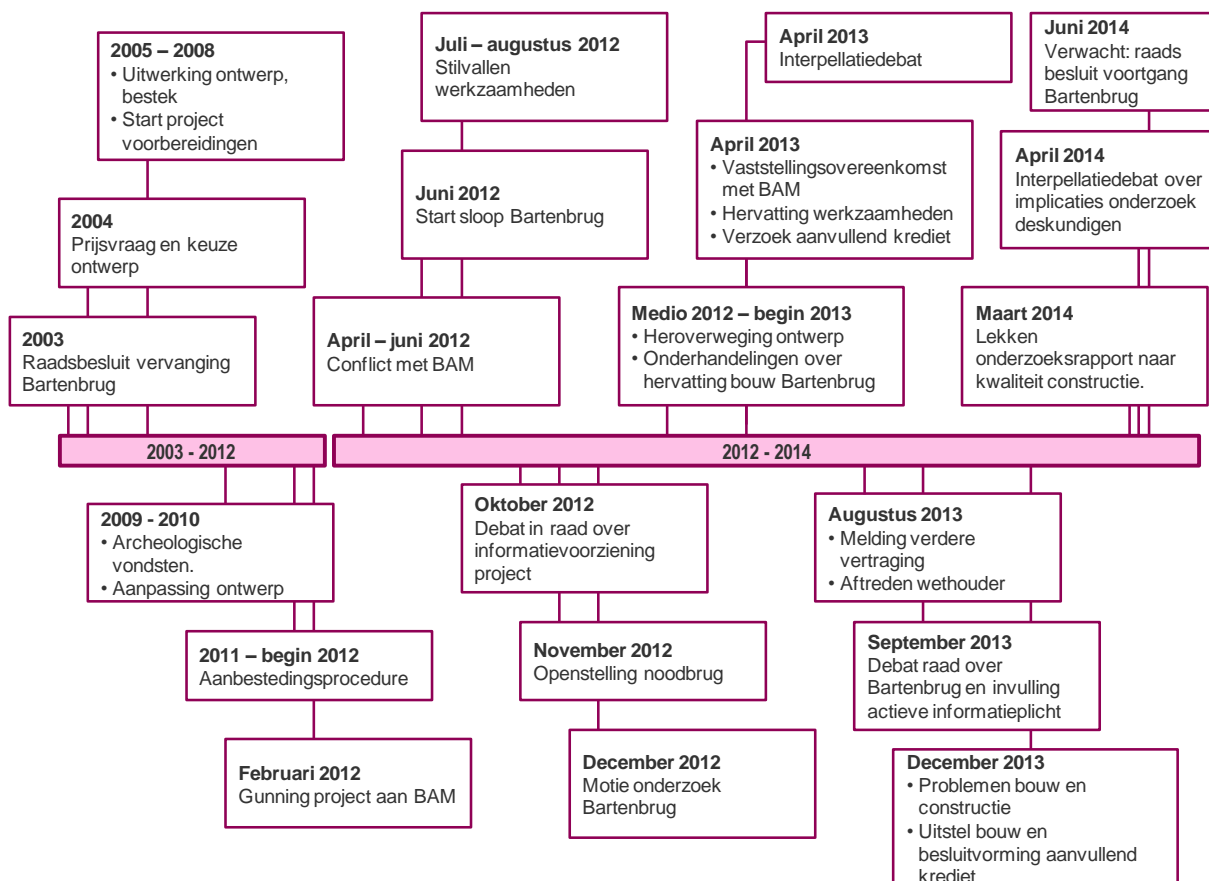 2005 – 2008
• Uitwerking ontwerp,
bestek
• Start project
voorbereidingen
2004
Prijsvraag en keuze
ontwerp
2003
Raadsbesluit vervanging
Bartenbrug
Juli – augustus 2012
Stilvallen
werkzaamheden
Juni 2012
Start sloop Bartenbrug
April – juni 2012
Conflict met BAM
April 2013
Interpellatiedebat
April 2013
• Vaststellingsovereenkomst
met BAM
• Hervatting werkzaamheden
• Verzoek aanvullend krediet
Medio 2012 – begin 2013
• Heroverweging ontwerp
• Onderhandelingen over
hervatting bouw Bartenbrug
Juni 2014
Verwacht: raads
besluit voortgang
Bartenbrug
April 2014
Interpellatiedebat over
implicaties onderzoek
deskundigen
Maart 2014
Lekken
onderzoeksrapport naar
kwaliteit constructie.
2003 - 2012
2012 - 2014
2009 - 2010
• Archeologische
vondsten.
• Aanpassing ontwerp
2011 – begin 2012
Aanbestedingsprocedure
Februari 2012
Gunning project aan BAM
Oktober 2012
Debat in raad over
informatievoorziening
project
November 2012
Openstelling noodbrug
December 2012
Motie onderzoek
Bartenbrug
Augustus 2013
• Melding verdere
vertraging
• Aftreden wethouder
September 2013
Debat raad over
Bartenbrug en invulling
actieve informatieplicht
December 2013
• Problemen bouw en
constructie
• Uitstel bouw en
besluitvorming aanvullend
krediet